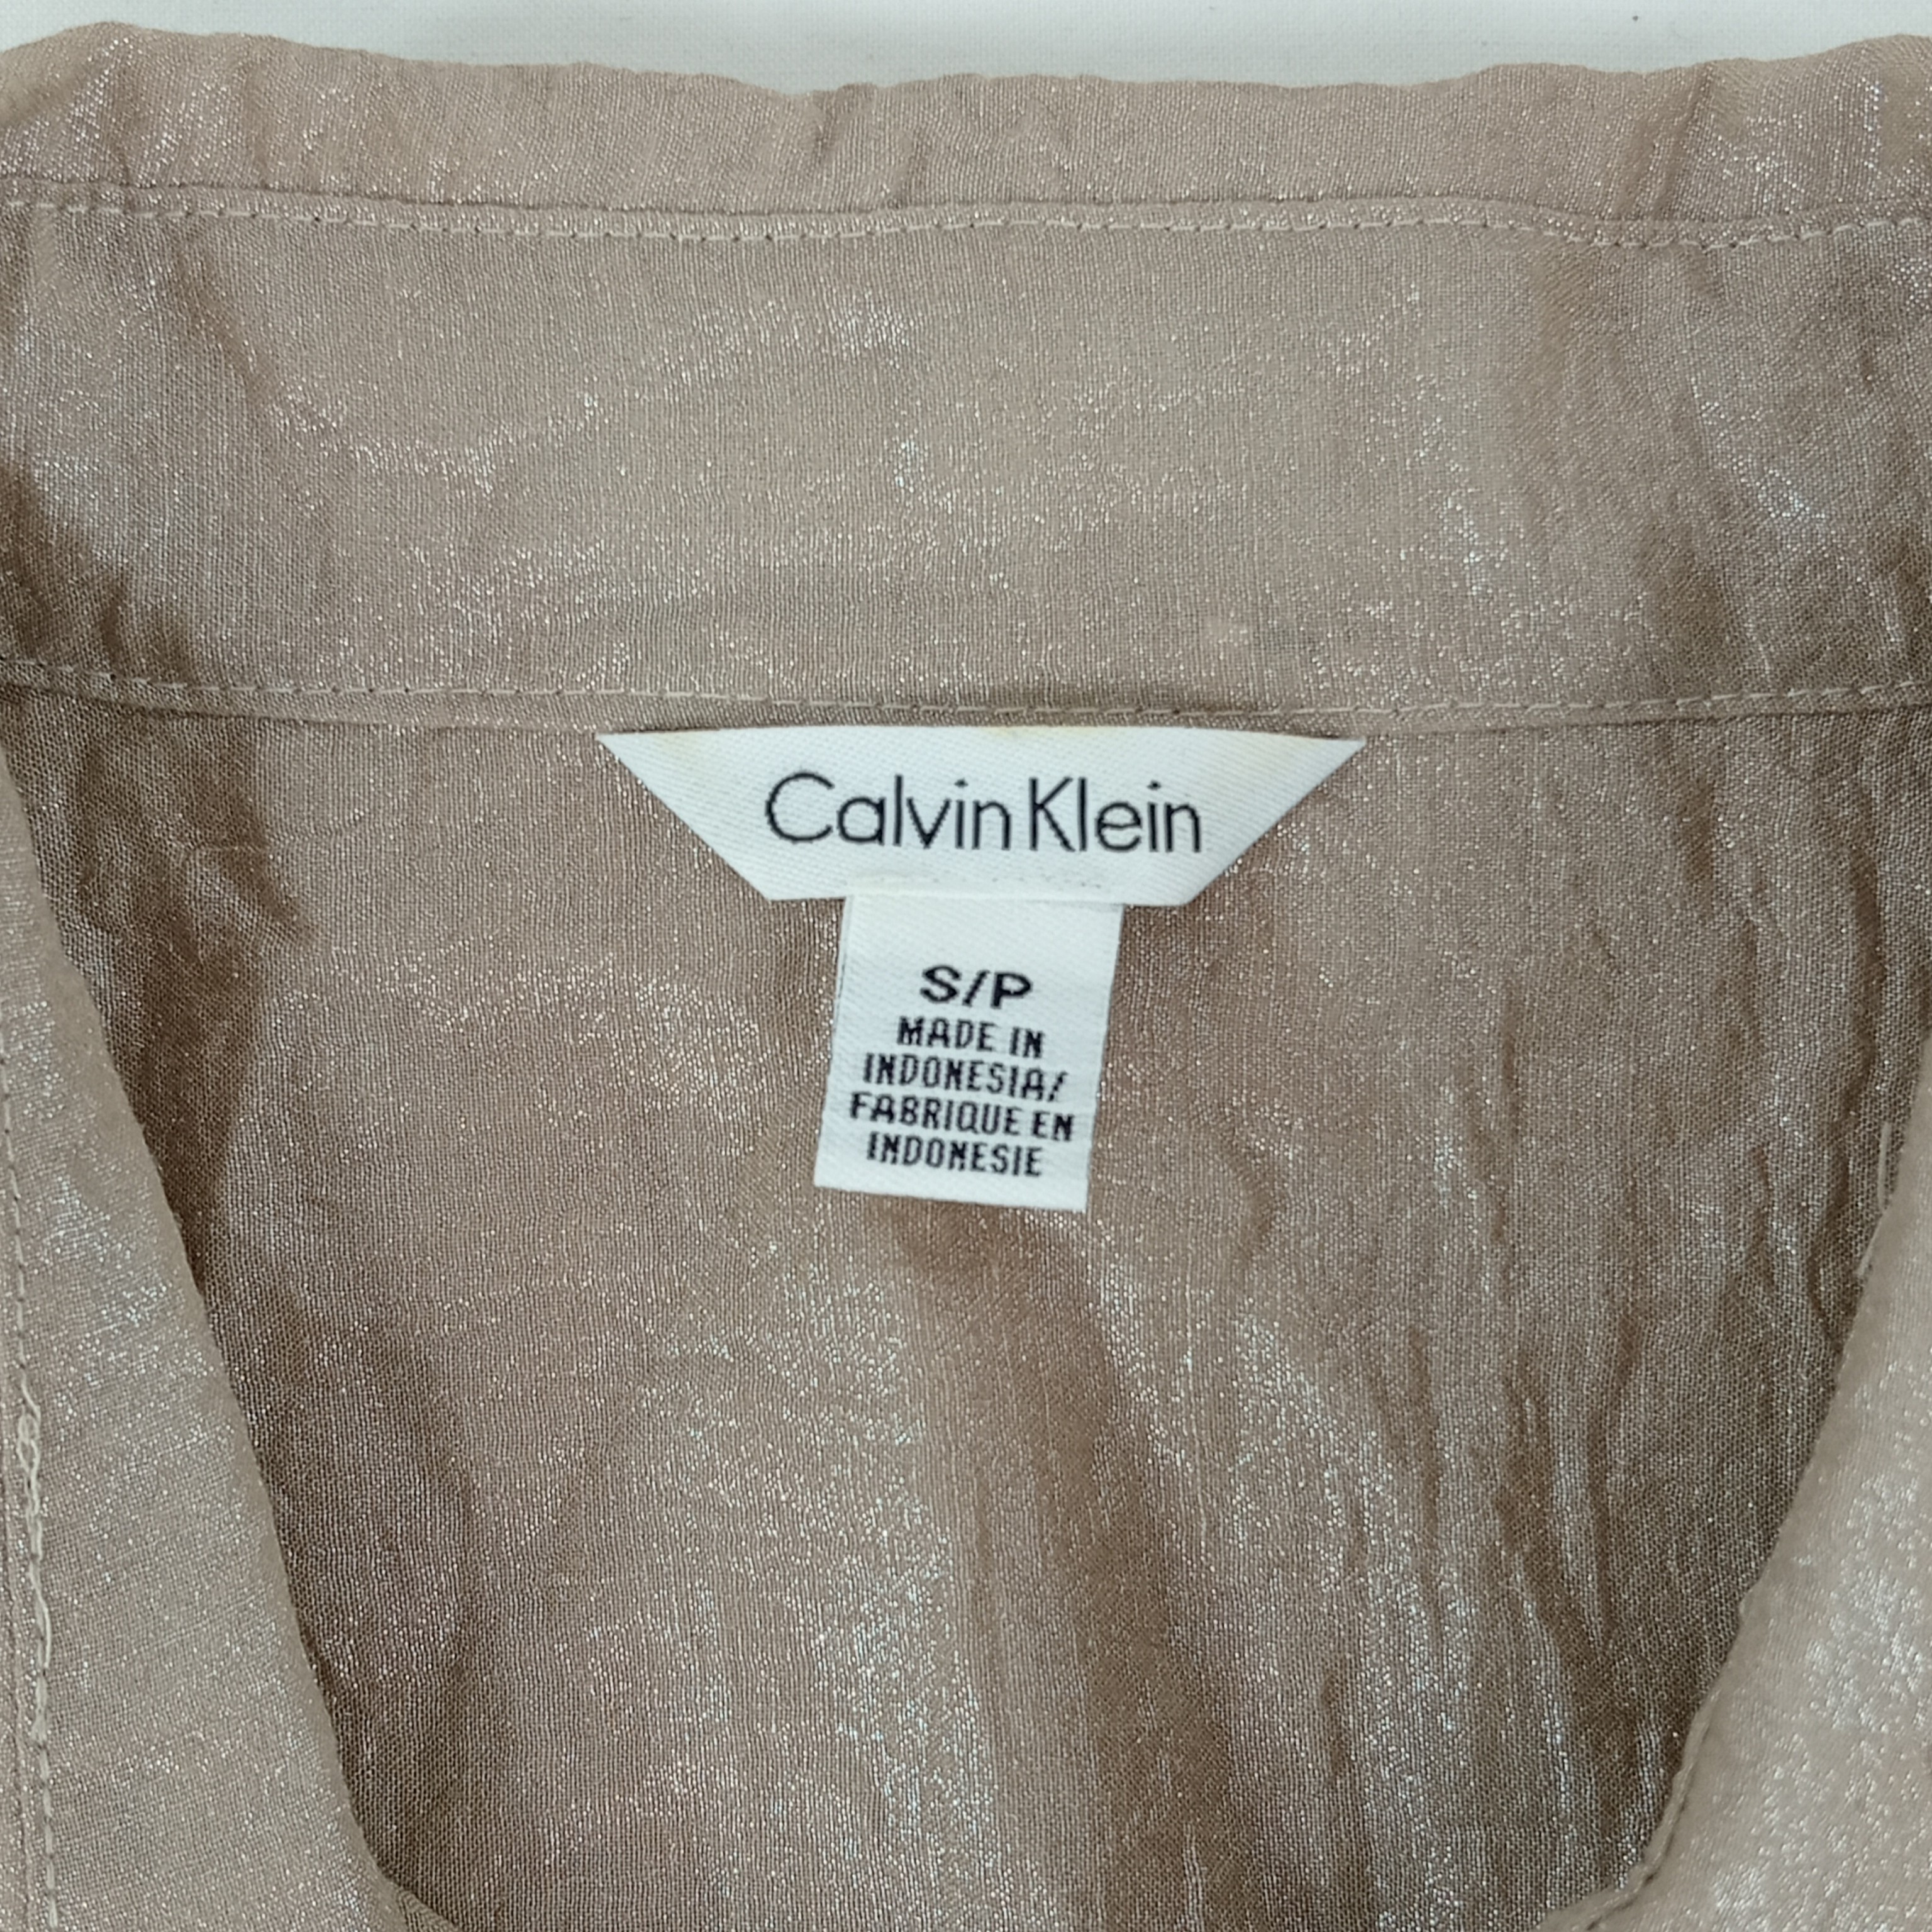 Calvin Klein
S/P
MADE IN
INDONESIA/
FABRIQUE EN
INDONESIE